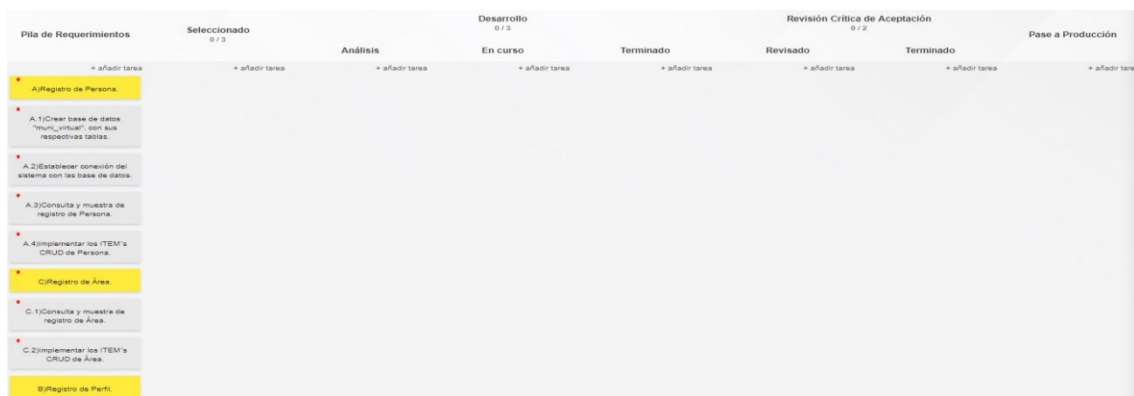 Pila de Requerimientos
Seleccionado
0 / 3
Desarrollo
0 / 3
Análisis
En curso
Terminado
Revisión Crítica de Aceptación
0 / 2
Revisado
Terminado
Pase a Producción
+ añadir tarea
+ añadir tarea
+ añadir tarea
+ añadir tarea
+ añadir tarea
+ añadir tarea
+ añadir tarea
+ añadir tare
A)Registro de Persona.
A.1)Crear base de datos
"muni_virtual", con sus
respectivas tablas.
A.2)Establecer conexión del
sistema con las base de datos.
A.3)Consulta y muestra de
registro de Persona.
A.4)Implementar los ITEM's
CRUD de Persona.
C)Registro de Área.
C.1)Consulta y muestra de
registro de Área.
C.2)Implementar los ITEM's
CRUD de Área.
B)Registro de Perfil.